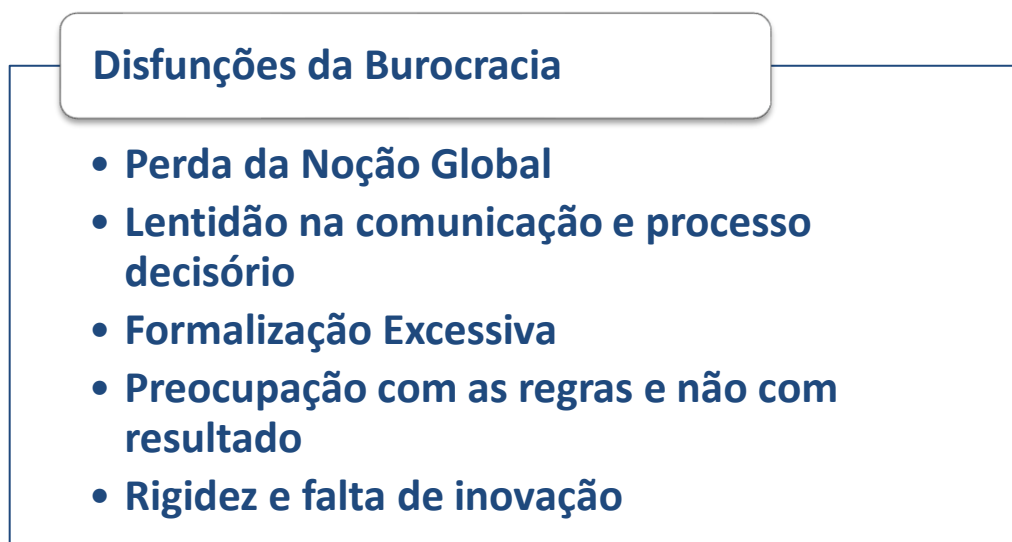 Disfunções da Burocracia
• Perda da Noção Global
• Lentidão na comunicação e processo
decisório
• Formalização Excessiva
• Preocupação com as regras e não com
resultado
• Rigidez e falta de inovação